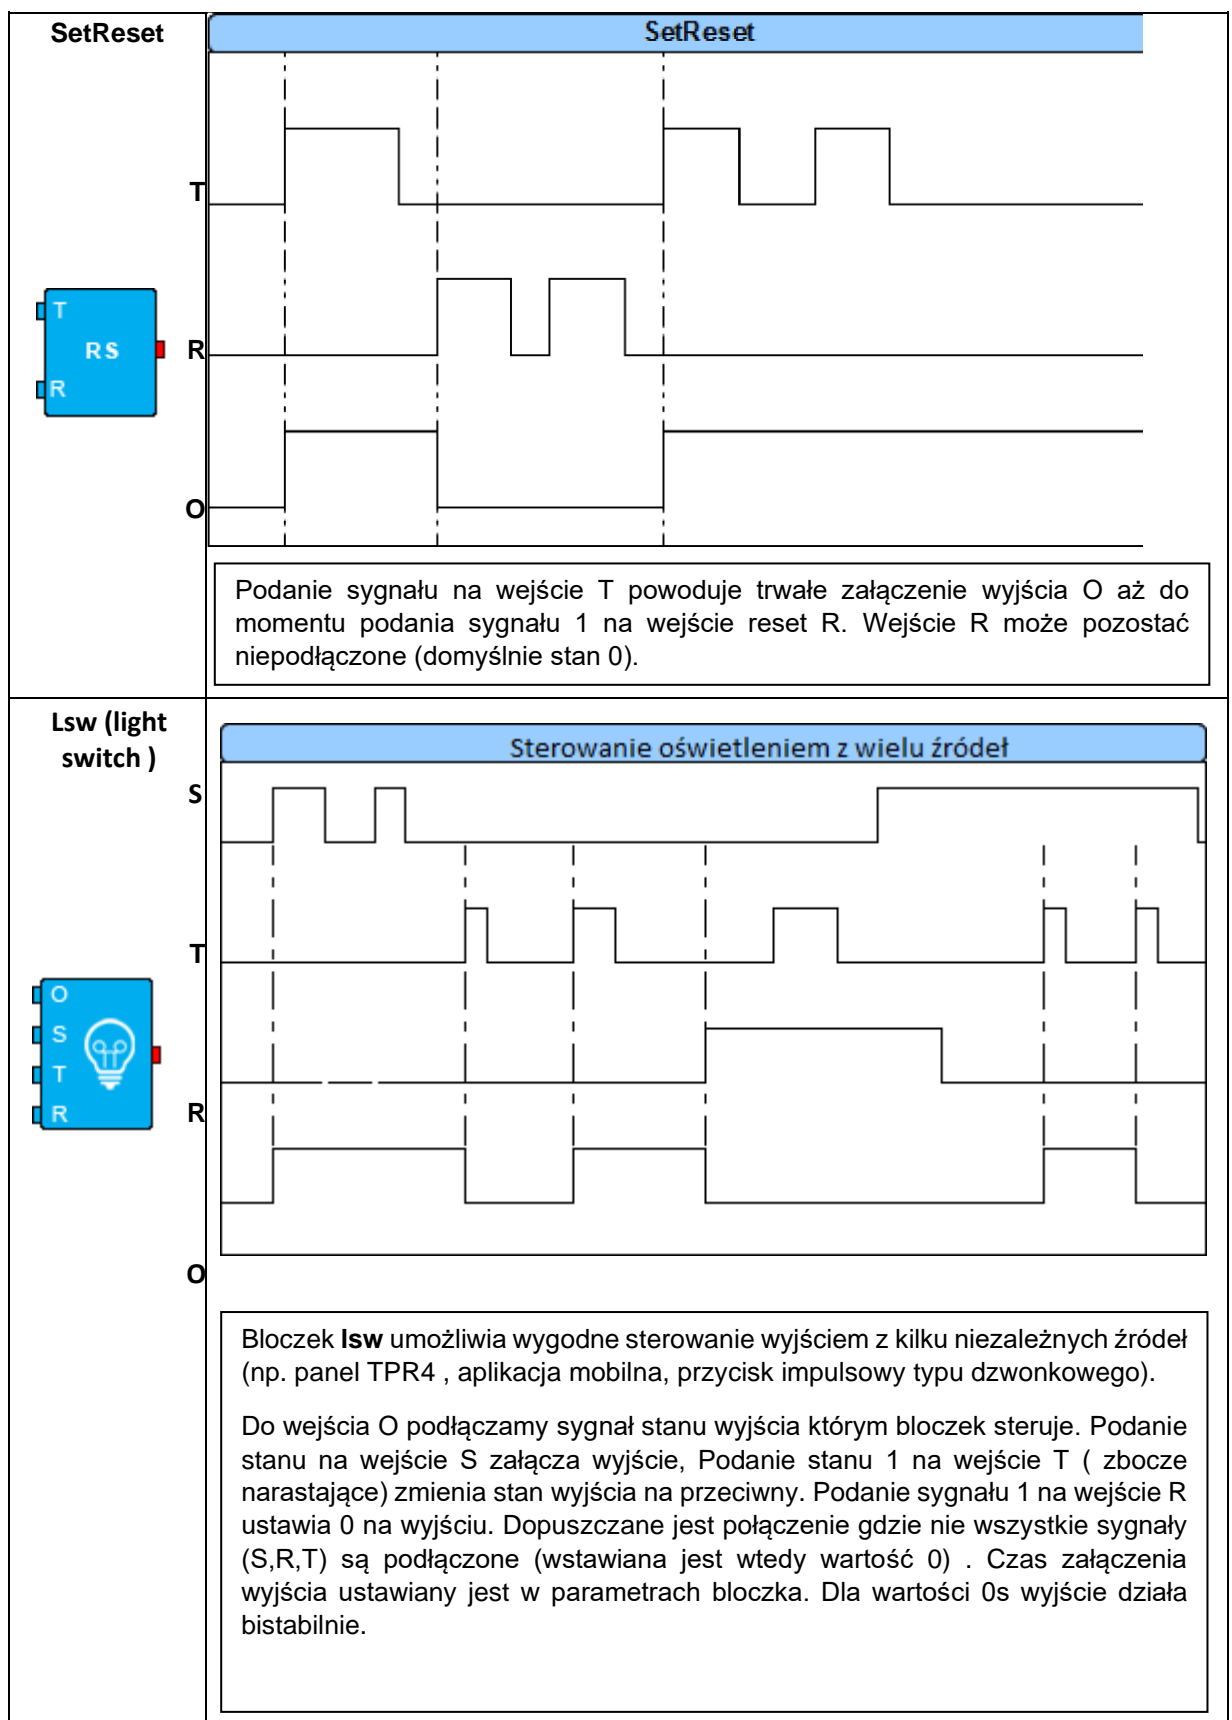 SetReset
SetReset
T
R
O
T
RS
R
Podanie sygnału na wejście T powoduje trwałe załączenie wyjścia O aż do
momentu podania sygnału 1 na wejście reset R. Wejście R może pozostać
niepodłączone (domyślnie stan 0).
Lsw (light
switch )
Sterowanie oświetleniem z wielu źródeł
S
T
R
O
O
S
T
R
Bloczek lsw umożliwia wygodne sterowanie wyjściem z kilku niezależnych źródeł
(np. panel TPR4 , aplikacja mobilna, przycisk impulsowy typu dzwonkowego).
Do wejścia O podłączamy sygnał stanu wyjścia którym bloczek steruje. Podanie
stanu na wejście S załącza wyjście, Podanie stanu 1 na wejście T ( zbocze
narastające) zmienia stan wyjścia na przeciwny. Podanie sygnału 1 na wejście R
ustawia 0 na wyjściu. Dopuszczane jest połączenie gdzie nie wszystkie sygnały
(S,R,T) są podłączone (wstawiana jest wtedy wartość 0) . Czas załączenia
wyjścia ustawiany jest w parametrach bloczka. Dla wartości 0s wyjście działa
bistabilnie.